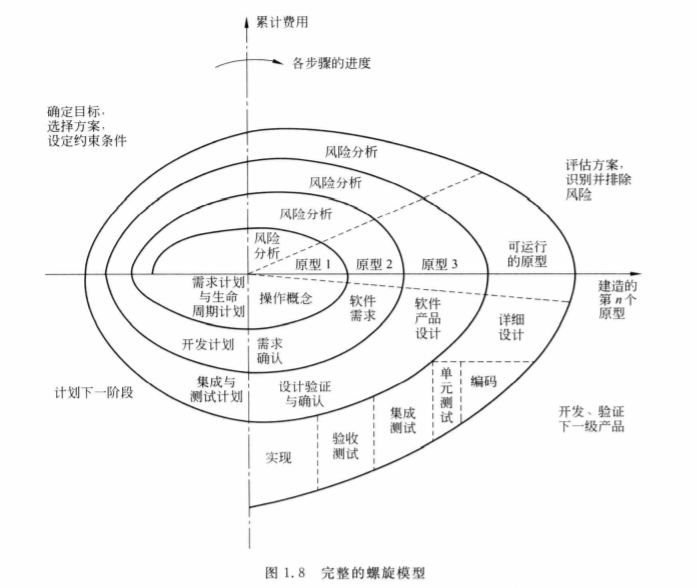 累计费用
各步骤的进度
确定目标，
选择方案，
设定约束条件
风险分析
评估方案，
识别并排除
风险
风险分析
风险分析
风险
分析
原型 1
原型 2
原型 3
可运行
的原型
建造的
第 n 个
原型
需求计划
与生命
周期计划
操作概念
软件
需求
软件
产品
设计
详细
设计
开发计划
需求
确认
计划下一阶段
集成与
测试计划
设计验证
与确认
单
元
测
试
编码
集成
测试
验收
测试
实现
开发、验证
下一级产品
图 1.8 完整的螺旋模型